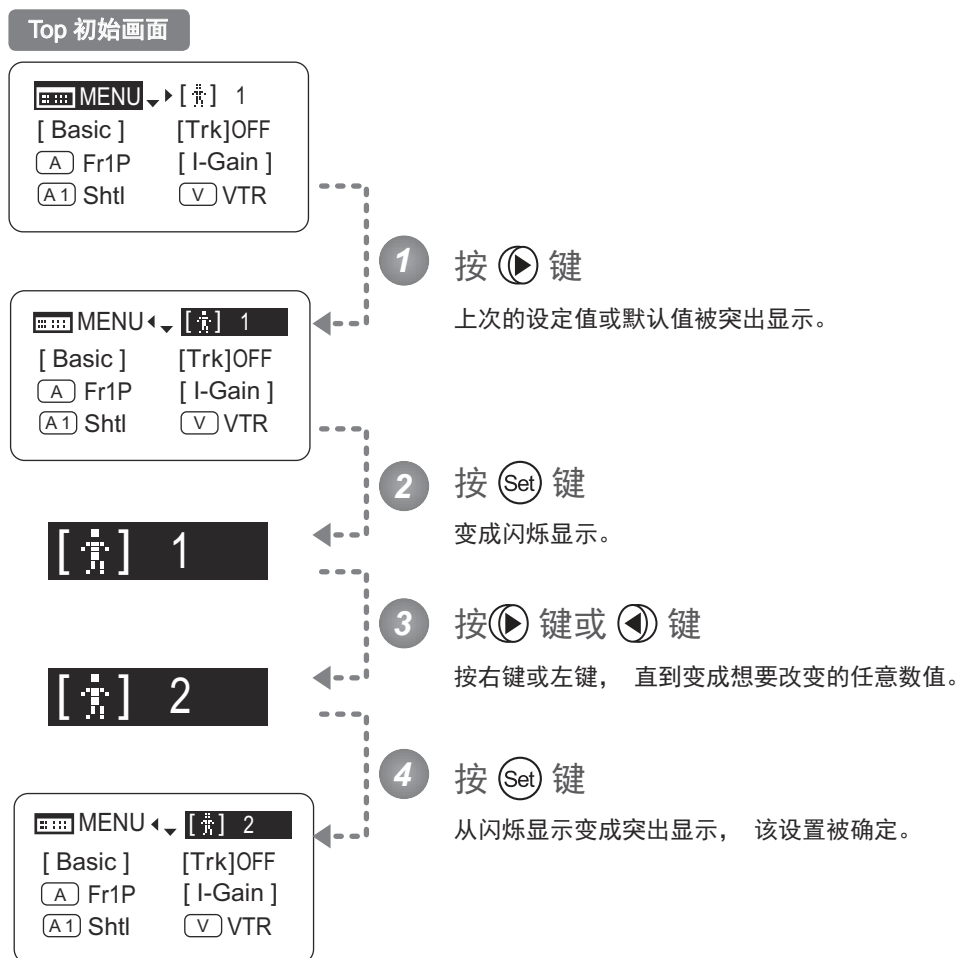 Top 初始画面
MENU [ ] 1
[ Basic ] [Trk]OFF
A Fr1P [ I-Gain ]
A1 Shtl V VTR
1 按 键
上次的设定值或默认值被突出显示。
MENU [ ] 1
[ Basic ] [Trk]OFF
A Fr1P [ I-Gain ]
A1 Shtl V VTR
2 按 Set 键
变成闪烁显示。
[ ] 1
3 按 键或 键
按右键或左键， 直到变成想要改变的任意数值。
[ ] 2
4 按 Set 键
从闪烁显示变成突出显示， 该设置被确定。
MENU [ ] 2
[ Basic ] [Trk]OFF
A Fr1P [ I-Gain ]
A1 Shtl V VTR